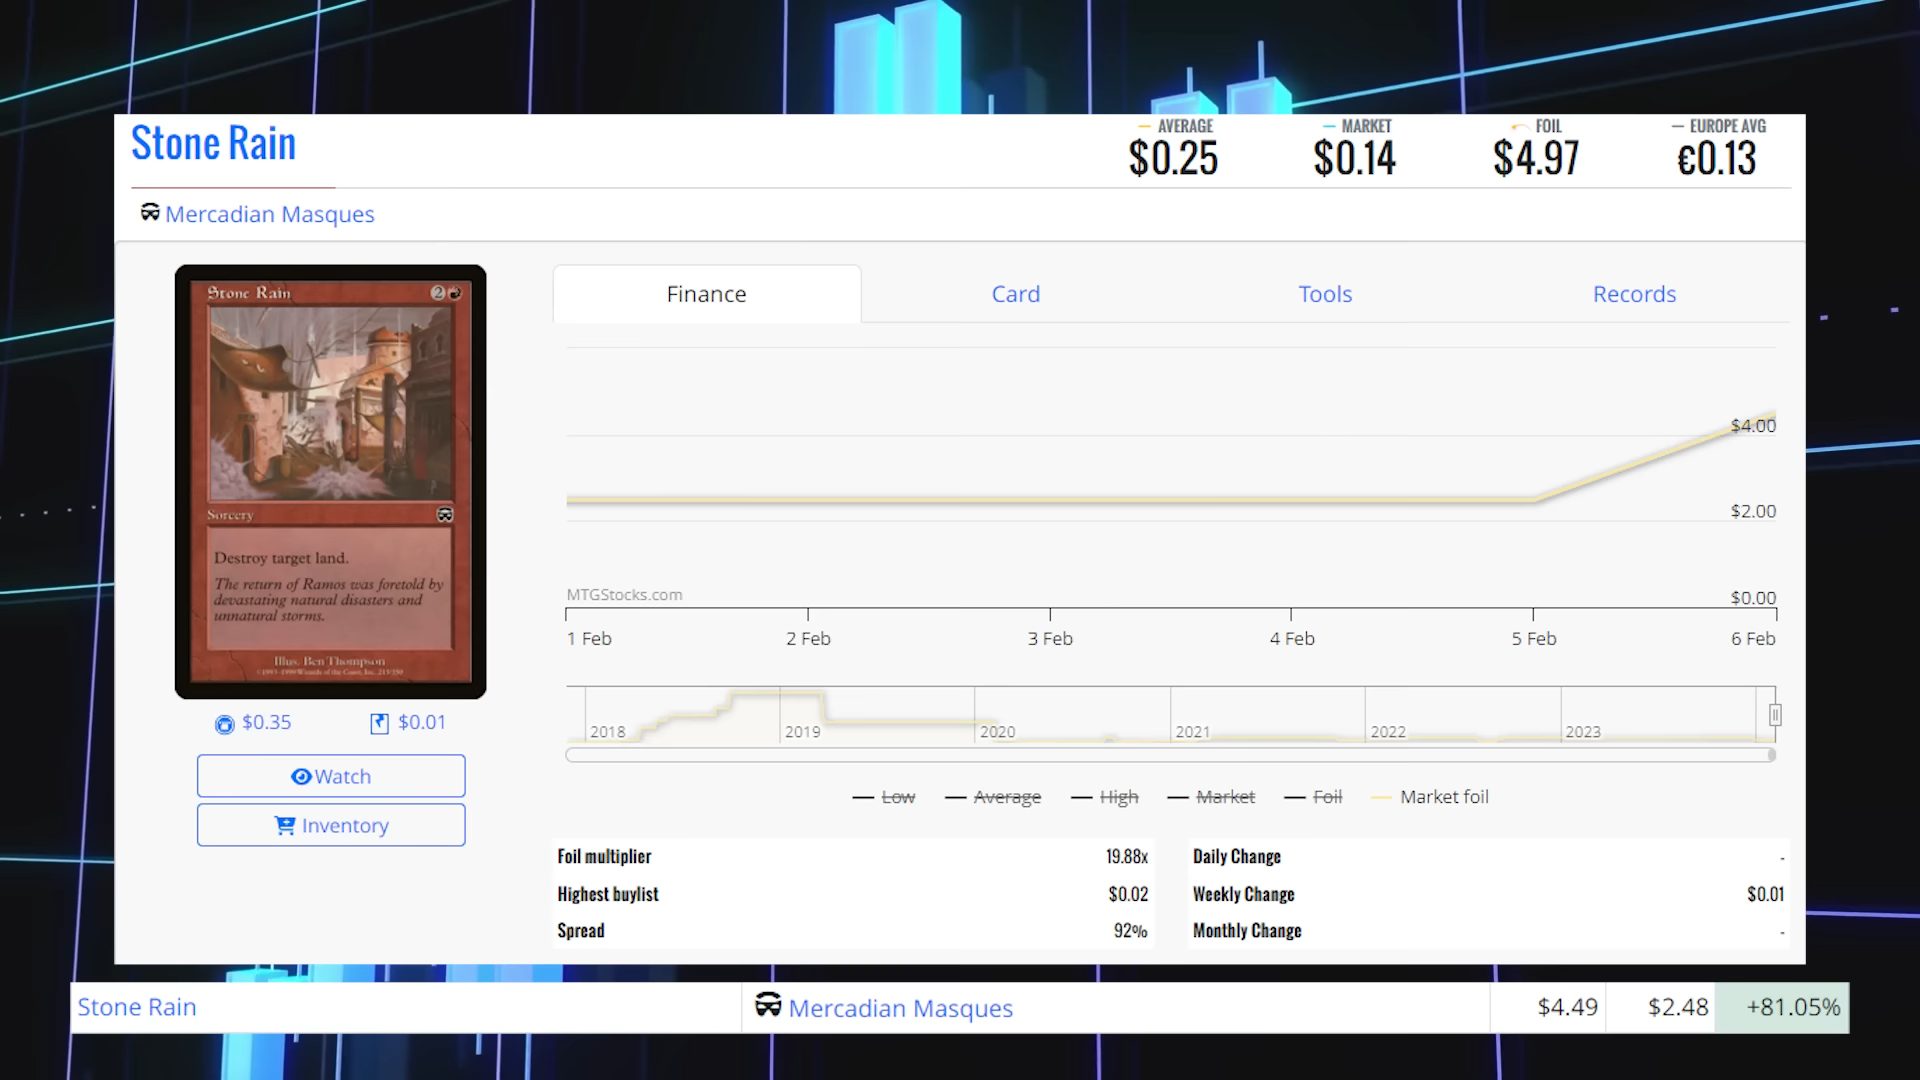 Stone Rain
AVERAGE
$0.25
MARKET
$0.14
FOIL
$4.97
EUROPE AVG
€0.13
Mercadian Masques
Stone Rain 2
Sorcery
Destroy target land.
The return of Ramos was foretold by
devastating natural disasters and
unnatural storms.
Illus. Ben Thompson
$0.35 $0.01
Watch
Inventory
Finance Card Tools Records
$4.00
$2.00
$0.00
MTGStocks.com
1 Feb 2 Feb 3 Feb 4 Feb 5 Feb 6 Feb
2018 2019 2020 2021 2022 2023
Low Average High Market Foil Market foil
Foil multiplier 19.88x
Highest buylist $0.02
Spread 92%
Daily Change -
Weekly Change $0.01
Monthly Change -
Stone Rain Mercadian Masques $4.49 $2.48 +81.05%